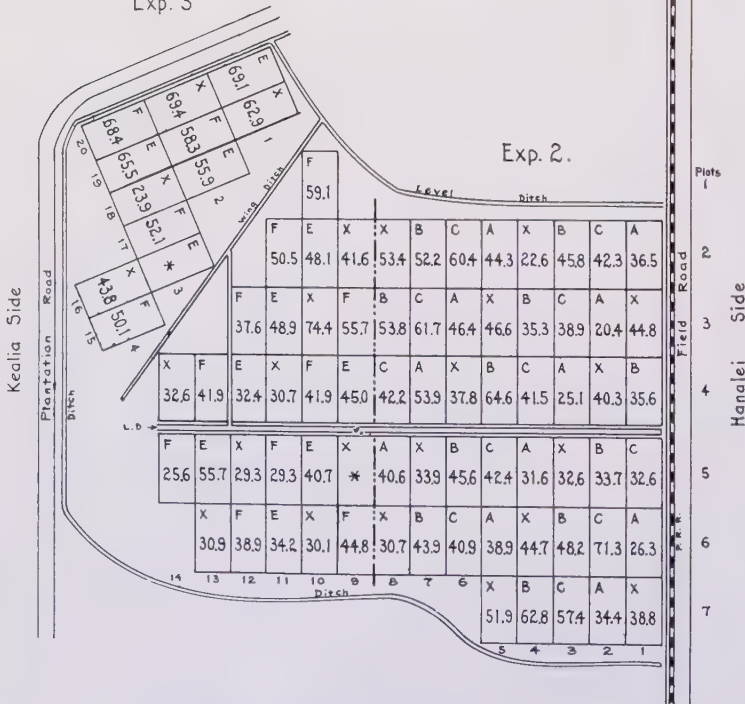 Exp. 3
E
69.1
X
62.9
1
X
69.4
F
58.3
E
55.9
2
F
68.4
E
65.5
X
23.9
F
52.1
E
*
3
20
19
18
17
X
43.8
F
50.1
4
16
15
Exp. 2.
Wing Ditch
Level Ditch
Plots
1
F
59.1
F E X X B C A X B C A
50.5 48.1 41.6 53.4 52.2 60.4 44.3 22.6 45.8 42.3 36.5
2
F E X F B C A X B C A X
37.6 48.9 74.4 55.7 53.8 61.7 46.4 46.6 35.3 38.9 20.4 44.8
3
X F E X F E C A X B C A X B
32.6 41.9 32.4 30.7 41.9 45.0 42.2 53.9 37.8 64.6 41.5 25.1 40.3 35.6
4
L.D
F E X F E X A X B C A X B C
25.6 55.7 29.3 29.3 40.7 * 40.6 33.9 45.6 42.4 31.6 32.6 33.7 32.6
5
X F E X F X B C A X B C A
30.9 38.9 34.2 30.1 44.8 30.7 43.9 40.9 38.9 44.7 48.2 71.3 26.3
6
14 13 12 11 10 9 8 7 6
Ditch
X B C A X
51.9 62.8 57.4 34.4 38.8
7
5 4 3 2 1
Kealia Side
Plantation Road
Ditch
Field Road
P.R.R.
Hanalei Side